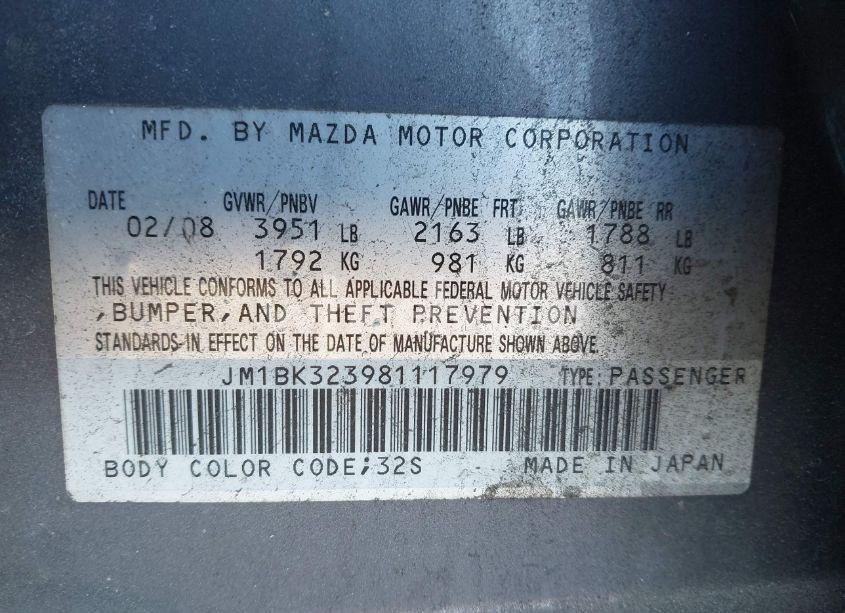 MFD. BY MAZDA MOTOR CORPORATION
DATE GVWR/PNBV GAWR/PNBE FRT GAWR/PNBE RR
02/08 3951 LB 2163 LB 1788 LB
1792 KG 981 KG 811 KG
THIS VEHICLE CONFORMS TO ALL APPLICABLE FEDERAL MOTOR VEHICLE SAFETY
,BUMPER,AND THEFT PREVENTION
STANDARDS IN EFFECT ON THE DATE OF MANUFACTURE SHOWN ABOVE.
JM1BK323981117979 TYPE: PASSENGER
BODY COLOR CODE;32S MADE IN JAPAN